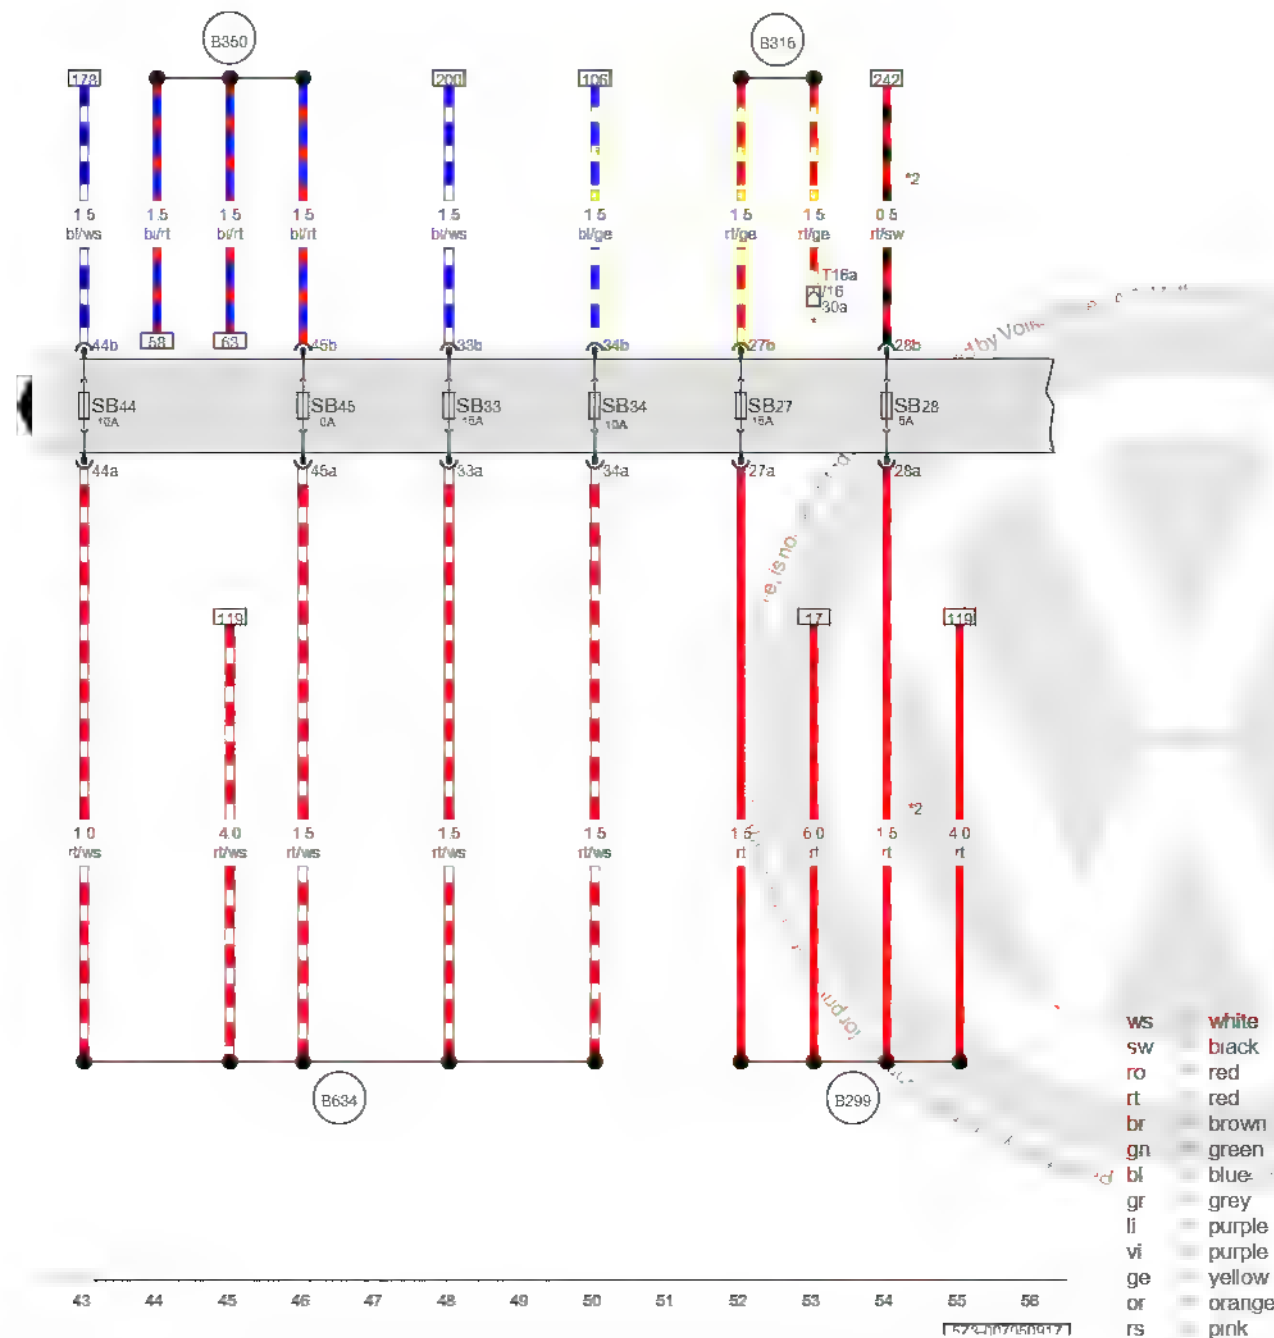 B350
B316
178
200
106
242
*2
1.5
1.5
1.5
1.5
1.5
1.5
1.5
1.5
0.5
bl/ws
bl/rt
bl/rt
bl/rt
bl/ws
bl/ge
rt/ge
rt/ge
rt/sw
T16a
/16
30a
*
58
63
44b
45b
33b
34b
27b
28b
by
SB44
10A
SB45
SB33
15A
SB34
10A
SB27
15A
SB28
5A
44a
45a
33a
34a
27a
28a
is no
119
17
119
*2
1.0
4.0
1.5
1.5
1.5
1.5
6.0
1.5
4.0
rt/ws
rt/ws
rt/ws
rt/ws
rt/ws
rt
rt
rt
rt
B634
B299
ws = white
sw = black
ro = red
rt = red
br = brown
gn = green
bl = blue
gr = grey
li = purple
vi = purple
ge = yellow
or = orange
rs = pink
43 44 45 46 47 48 49 50 51 52 53 54 55 56